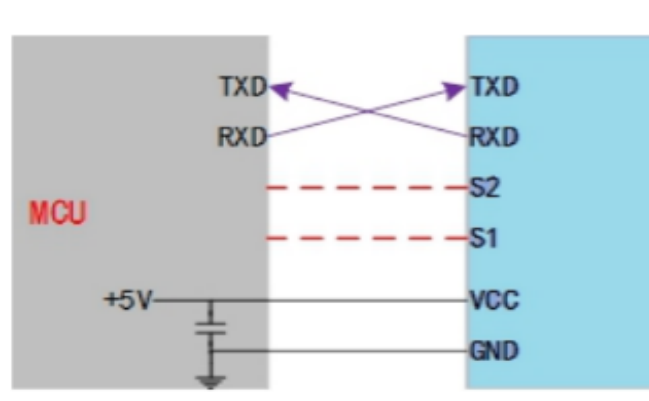 TXD TXD
RXD RXD
S2
MCU
S1
+5V VCC
GND